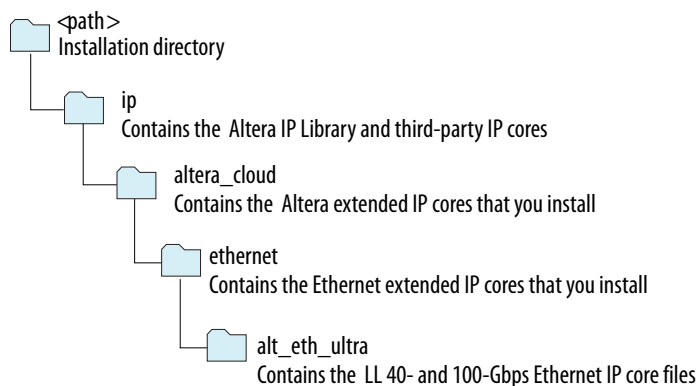 <path>
Installation directory
ip
Contains the Altera IP Library and third-party IP cores
altera_cloud
Contains the Altera extended IP cores that you install
ethernet
Contains the Ethernet extended IP cores that you install
alt_eth_ultra
Contains the LL 40- and 100-Gbps Ethernet IP core files